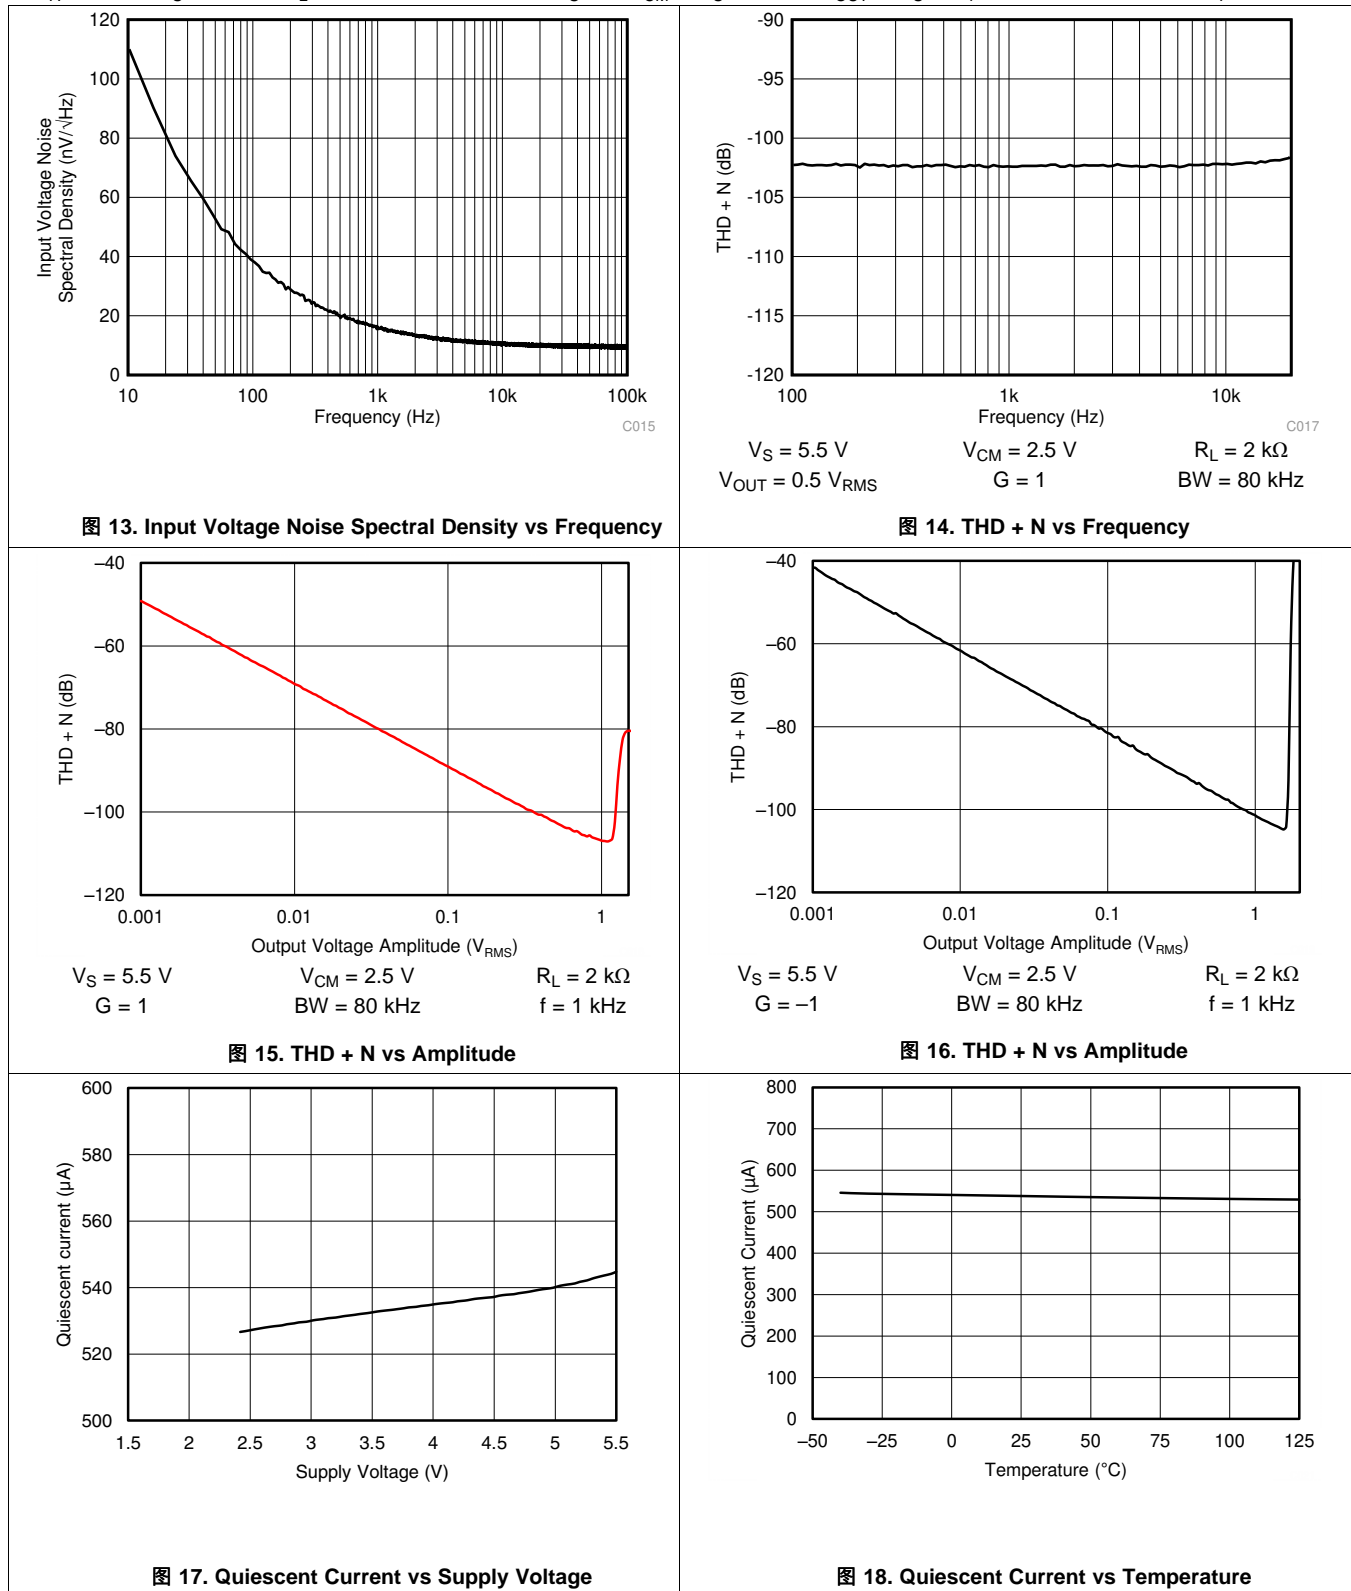 120
100
80
60
40
20
0
Input Voltage Noise
Spectral Density (nV/√Hz)
10 100 1k 10k 100k
Frequency (Hz)
C015
图 13. Input Voltage Noise Spectral Density vs Frequency
-90
-95
-100
-105
-110
-115
-120
THD + N (dB)
100 1k 10k
Frequency (Hz)
C017
VS = 5.5 V VCM = 2.5 V RL = 2 kΩ
VOUT = 0.5 VRMS G = 1 BW = 80 kHz
图 14. THD + N vs Frequency
–40
–60
–80
–100
–120
THD + N (dB)
0.001 0.01 0.1 1
Output Voltage Amplitude (VRMS)
VS = 5.5 V VCM = 2.5 V RL = 2 kΩ
G = 1 BW = 80 kHz f = 1 kHz
图 15. THD + N vs Amplitude
–40
–60
–80
–100
–120
THD + N (dB)
0.001 0.01 0.1 1
Output Voltage Amplitude (VRMS)
VS = 5.5 V VCM = 2.5 V RL = 2 kΩ
G = –1 BW = 80 kHz f = 1 kHz
图 16. THD + N vs Amplitude
600
580
560
540
520
500
Quiescent current (µA)
1.5 2 2.5 3 3.5 4 4.5 5 5.5
Supply Voltage (V)
图 17. Quiescent Current vs Supply Voltage
800
700
600
500
400
300
200
100
0
Quiescent Current (µA)
–50 –25 0 25 50 75 100 125
Temperature (°C)
图 18. Quiescent Current vs Temperature